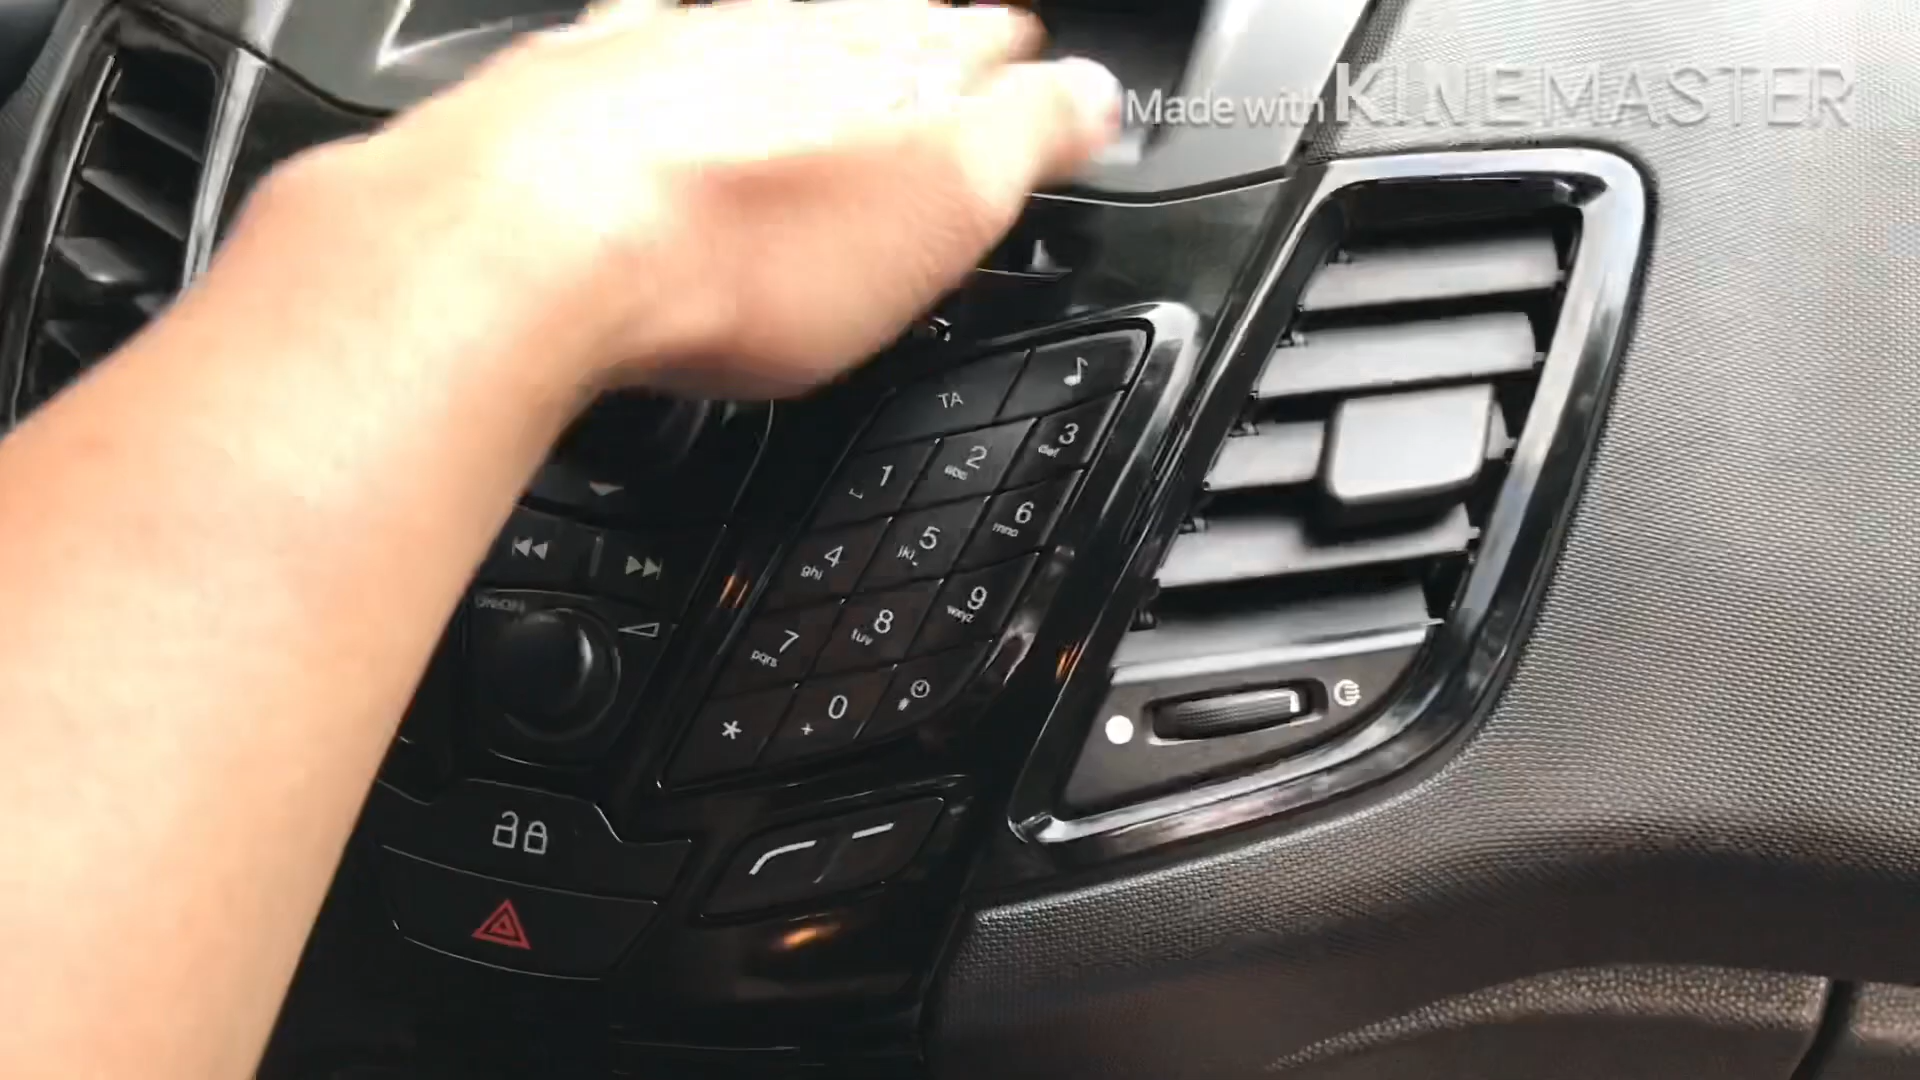 Made with KINEMASTER
TA
1
2 abc
3 def
4 ghi
5 jkl
6 mno
7 pqrs
8 tuv
9 wxyz
*
+ 0
#